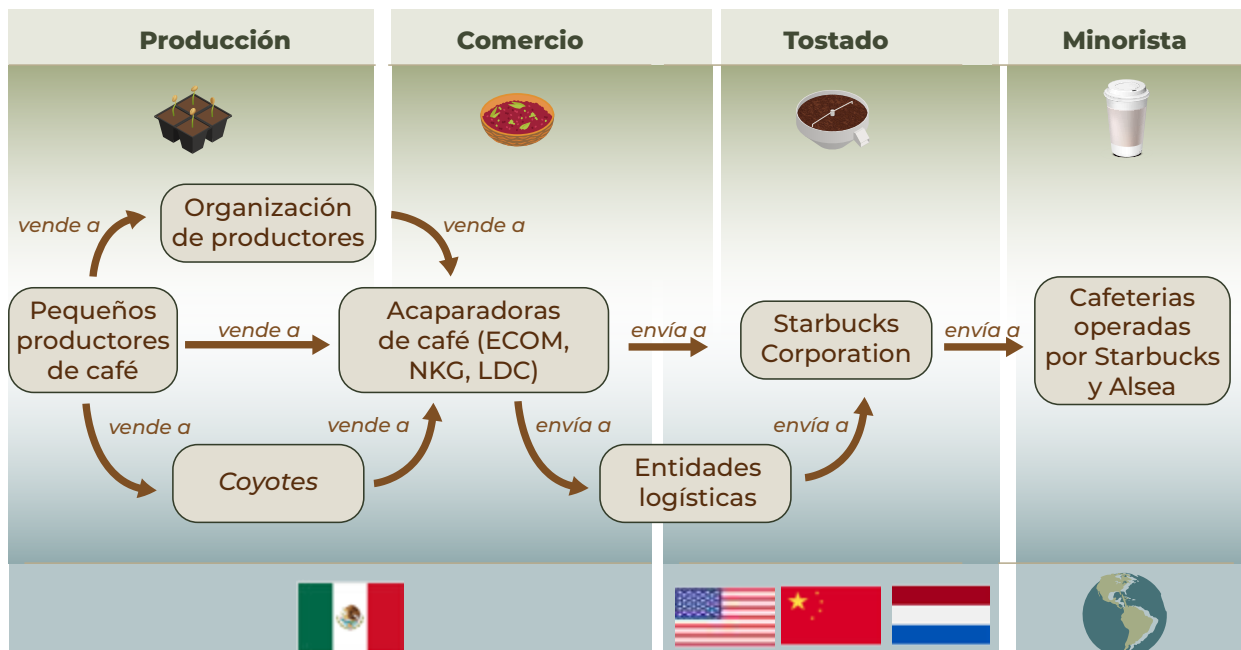 Producción
Comercio
Tostado
Minorista
vende a
Organización
de productores
vende a
Pequeños
productores
de café
vende a
Acaparadoras
de café (ECOM,
NKG, LDC)
envía a
Starbucks
Corporation
envía a
Cafeterias
operadas
por Starbucks
y Alsea
vende a
Coyotes
vende a
envía a
Entidades
logísticas
envía a